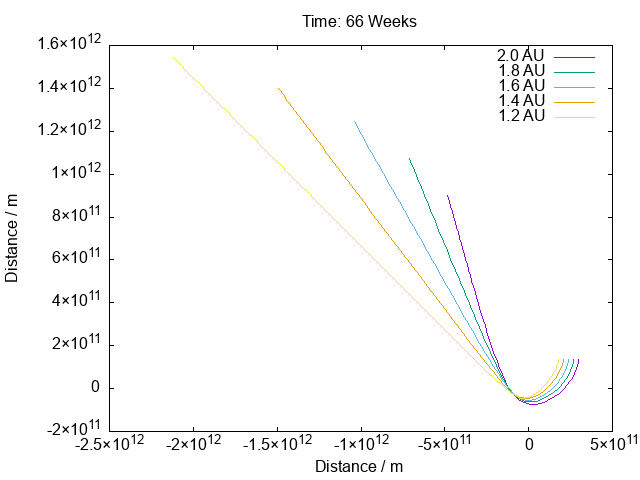 Time: 66 Weeks
2.0 AU
1.8 AU
1.6 AU
1.4 AU
1.2 AU
1.6×10¹²
1.4×10¹²
1.2×10¹²
1×10¹²
8×10¹¹
6×10¹¹
4×10¹¹
2×10¹¹
0
-2×10¹¹
Distance / m
-2.5×10¹² -2×10¹² -1.5×10¹² -1×10¹² -5×10¹¹ 0 5×10¹¹
Distance / m